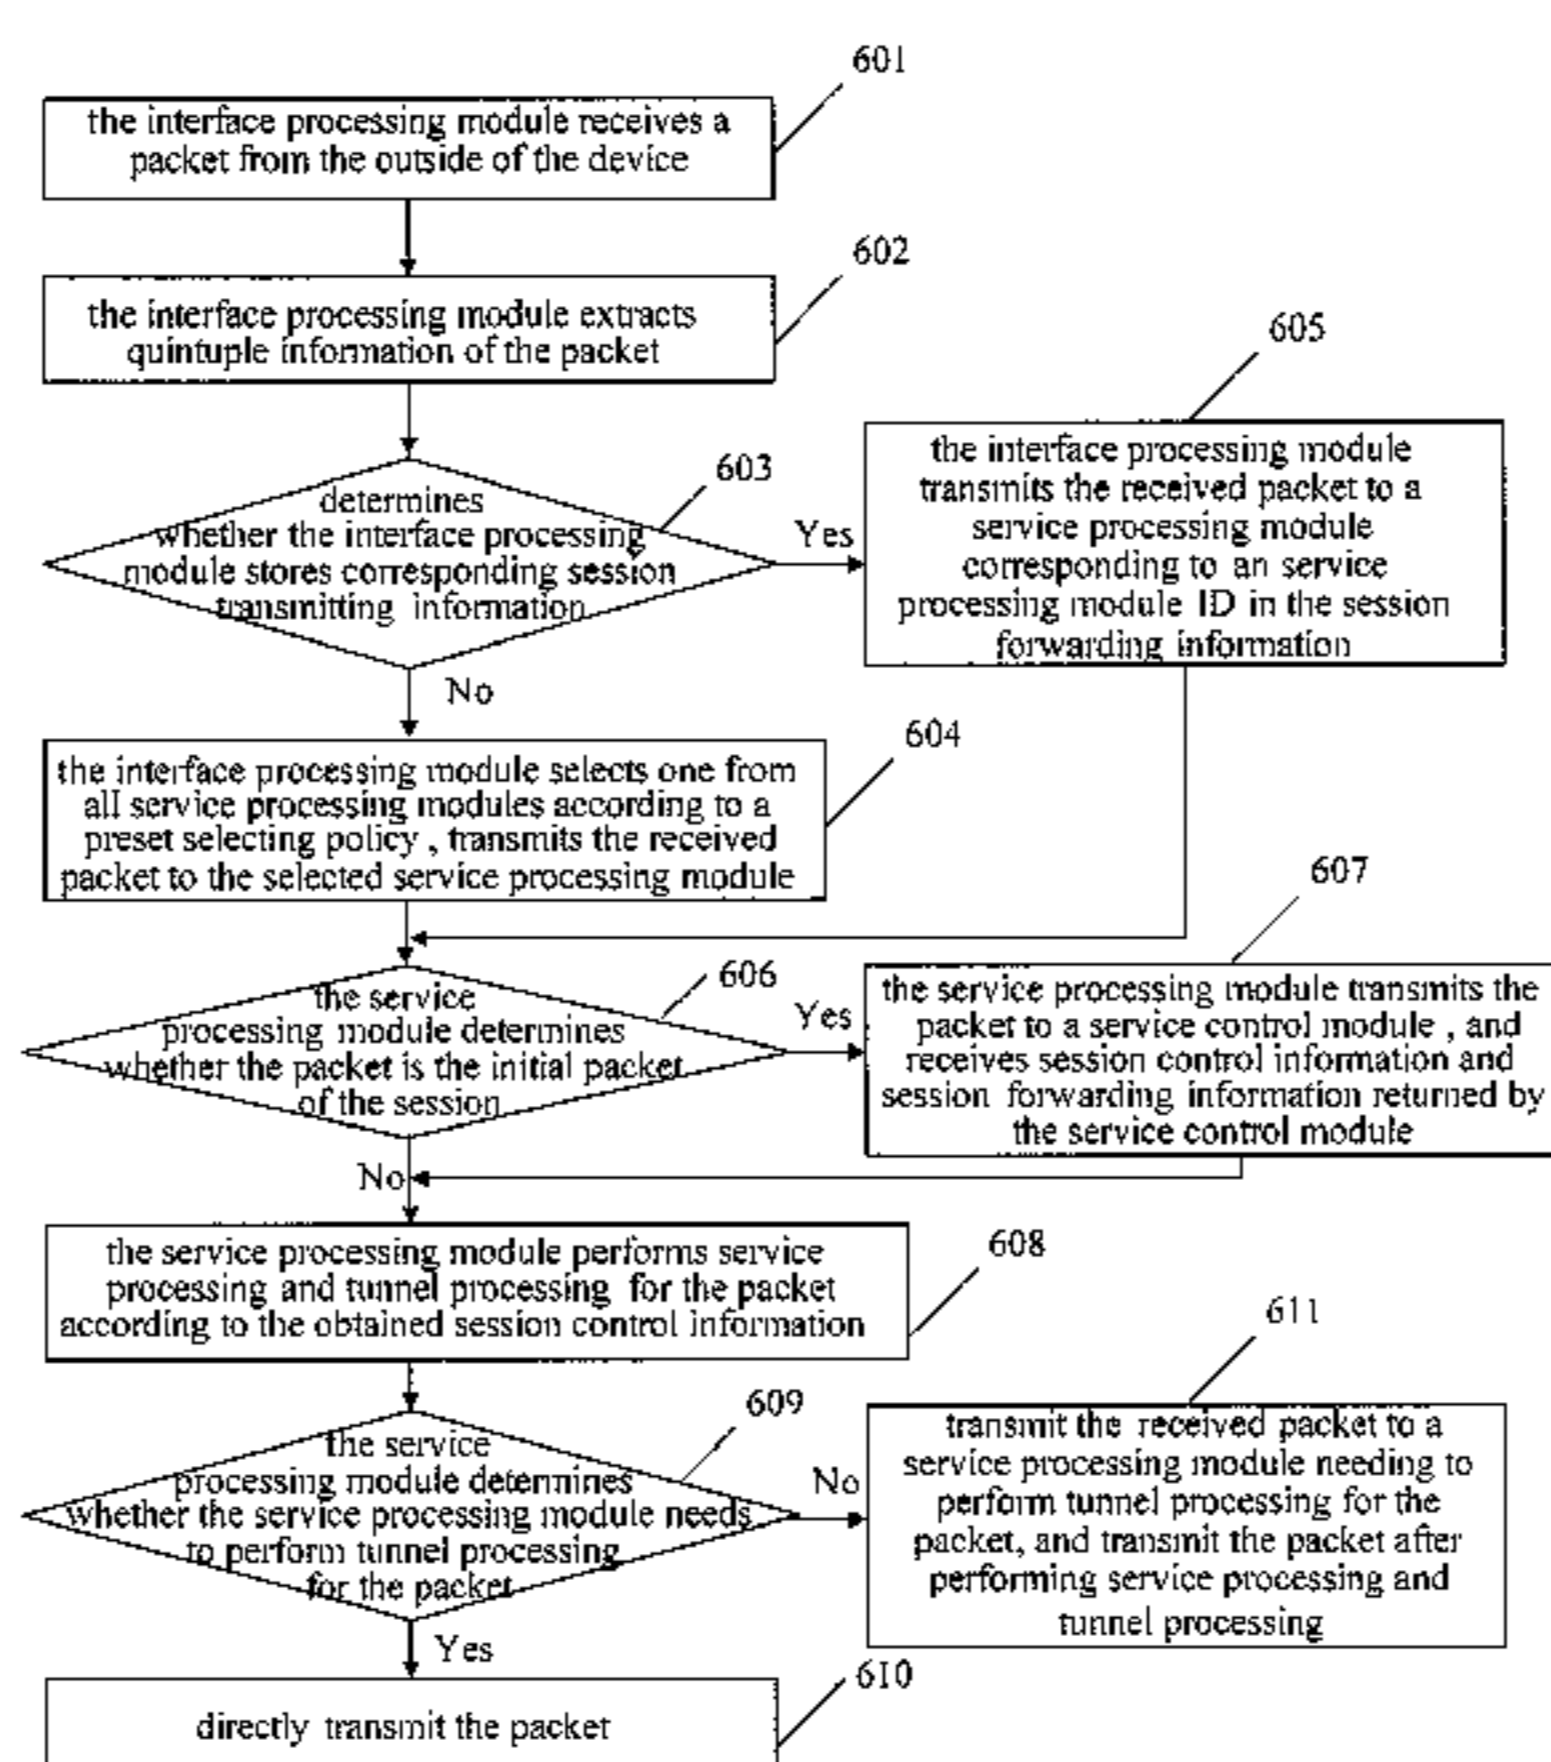 601
the interface processing module receives a
packet from the outside of the device
602
the interface processing module extracts
quintuple information of the packet
603
determines
whether the interface processing
module stores corresponding session
transmitting information
Yes
No
605
the interface processing module
transmits the received packet to a
service processing module
corresponding to an service
processing module ID in the session
forwarding information
604
the interface processing module selects one from
all service processing modules according to a
preset selecting policy , transmits the received
packet to the selected service processing module
606
the service
processing module determines
whether the packet is the initial packet
of the session
Yes
No
607
the service processing module transmits the
packet to a service control module , and
receives session control information and
session forwarding information returned by
the service control module
608
the service processing module performs service
processing and tunnel processing for the packet
according to the obtained session control information
609
the service
processing module determines
whether the service processing module needs
to perform tunnel processing
for the packet
No
Yes
611
transmit the received packet to a
service processing module needing to
perform tunnel processing for the
packet, and transmit the packet after
performing service processing and
tunnel processing
610
directly transmit the packet